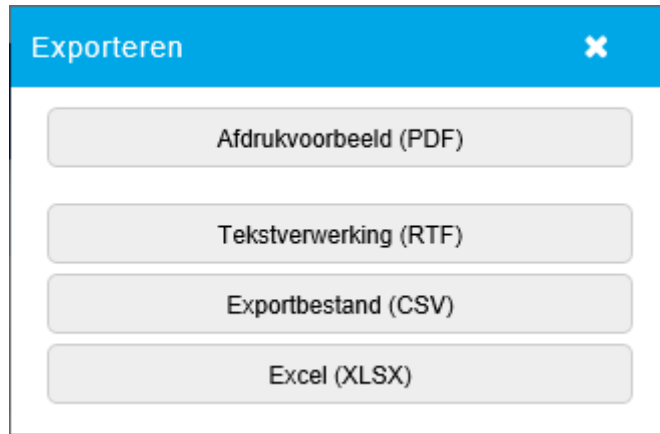 Exporteren
Afdrukvoorbeeld (PDF)
Tekstverwerking (RTF)
Exportbestand (CSV)
Excel (XLSX)